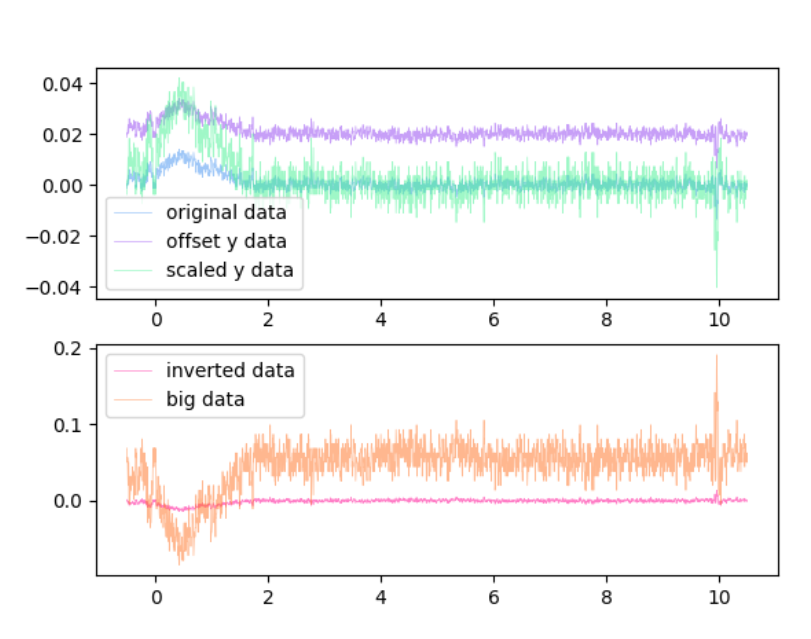 0.04
0.02
0.00
−0.02
−0.04
original data
offset y data
scaled y data
0 2 4 6 8 10
0.2
0.1
0.0
inverted data
big data
0 2 4 6 8 10